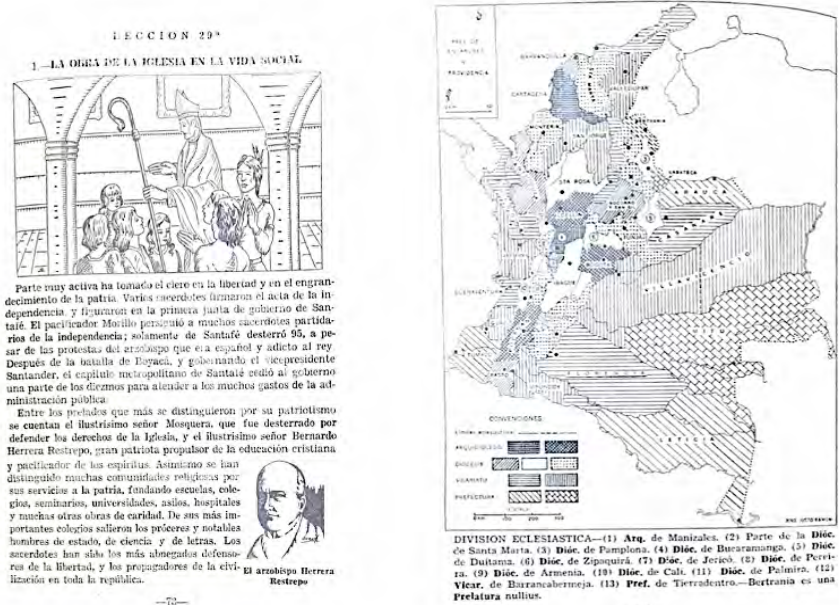 LECCION 29ª
1.—LA OBRA DE LA IGLESIA EN LA VIDA SOCIAL
Parte muy activa ha tomado el clero en la libertad y en el engran-
decimiento de la patria. Varios sacerdotes firmaron el acta de la in-
dependencia, y figuraron en la primera junta de gobierno de San-
tafé. El pacificador Morillo persiguió a muchos sacerdotes partida-
rios de la independencia; solamente de Santafé desterró 95, a pe-
sar de las protestas del arzobispo que era español y adicto al rey.
Después de la batalla de Boyacá, y gobernando el vicepresidente
Santander, el capítulo metropolitano de Santafé cedió al gobierno
una parte de los diezmos para atender a los muchos gastos de la ad-
ministración pública.
Entre los prelados que más se distinguieron por su patriotismo
se cuentan el ilustrísimo señor Mosquera, que fue desterrado por
defender los derechos de la Iglesia, y el ilustrísimo señor Bernardo
Herrera Restrepo, gran patriota propulsor de la educación cristiana
y pacificador de los espíritus. Asimismo se han
distinguido muchas comunidades religiosas por
sus servicios a la patria, fundando escuelas, cole-
gios, seminarios, universidades, asilos, hospitales
y muchas otras obras de caridad. De sus más im-
portantes colegios salieron los próceres y notables
hombres de estado, de ciencia y de letras. Los
sacerdotes han sido los más abnegados defenso-
res de la libertad, y los propagadores de la civi-
lización en toda la república.
El arzobispo Herrera
Restrepo
PROVIDENCIA
BARRANQUILLA
CARTAGENA
VALLEDUPAR
MONTERIA
STA ROSA
LABATECA
ARAUCA
VILLAVICENCIO
BUENAVENTURA
IBAGUE
FLORENCIA
LETICIA
CONVENCIONES
ARQUIDIOCESIS
DIOCESIS
VICARIATO
PREFECTURA
DIVISION ECLESIASTICA—(1) Arq. de Manizales. (2) Parte de la Dióc.
de Santa Marta. (3) Dióc. de Pamplona. (4) Dióc. de Bucaramanga. (5) Dióc.
de Duitama. (6) Dióc. de Zipaquirá. (7) Dióc. de Jericó. (8) Dióc. de Perei-
ra. (9) Dióc. de Armenia. (10) Dióc. de Cali. (11) Dióc. de Palmira. (12)
Vicar. de Barrancabermeja. (13) Pref. de Tierradentro.—Bertrania es una
Prelatura nullius.